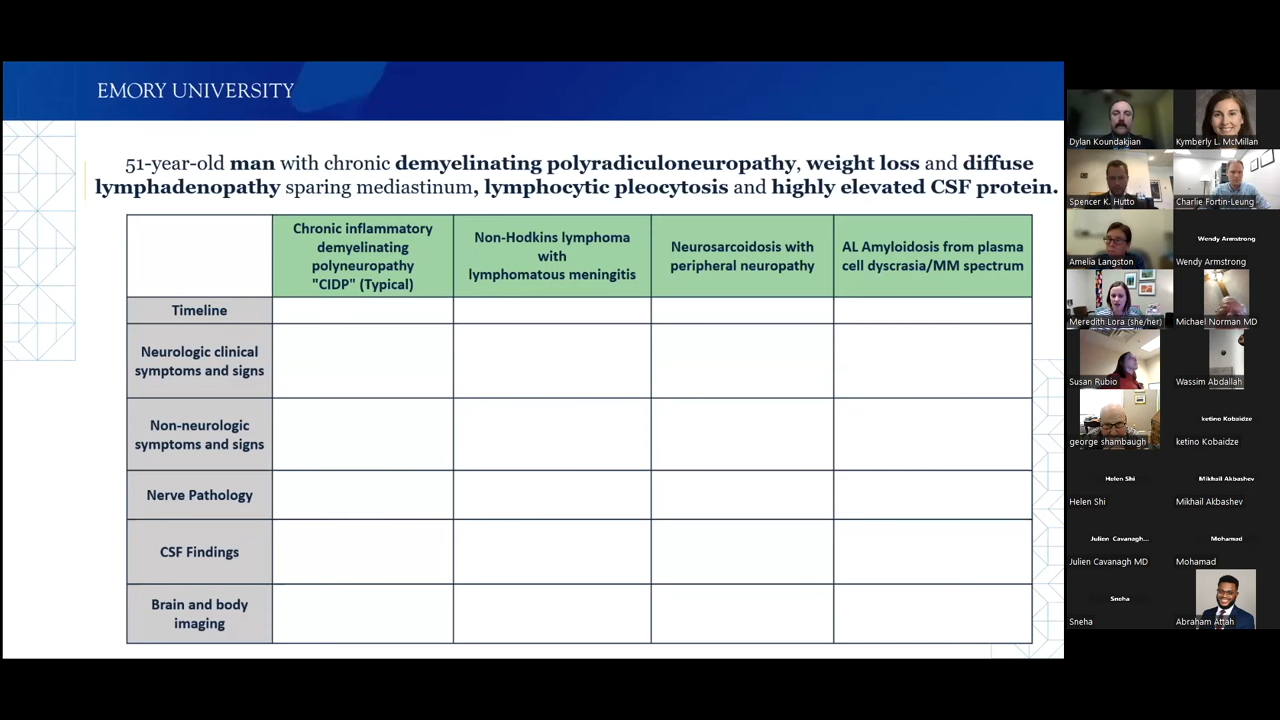 EMORY UNIVERSITY
51-year-old man with chronic demyelinating polyradiculoneuropathy, weight loss and diffuse
lymphadenopathy sparing mediastinum, lymphocytic pleocytosis and highly elevated CSF protein.
Chronic inflammatory
demyelinating
polyneuropathy
"CIDP" (Typical)
Non-Hodkins lymphoma
with
lymphomatous meningitis
Neurosarcoidosis with
peripheral neuropathy
AL Amyloidosis from plasma
cell dyscrasia/MM spectrum
Timeline
Neurologic clinical
symptoms and signs
Non-neurologic
symptoms and signs
Nerve Pathology
CSF Findings
Brain and body
imaging
Dylan Koundakjian
Kymberly L. McMillan
Spencer K. Hutto
Charlie Fortin-Leung
Amelia Langston
Wendy Armstrong
Wendy Armstrong
Meredith Lora (she/her)
Michael Norman MD
Susan Rubio
Wassim Abdallah
george shambaugh
ketino Kobaidze
ketino Kobaidze
Helen Shi
Helen Shi
Mikhail Akbashev
Mikhail Akbashev
Julien Cavanagh...
Julien Cavanagh MD
Mohamad
Mohamad
Sneha
Sneha
Abraham Attah